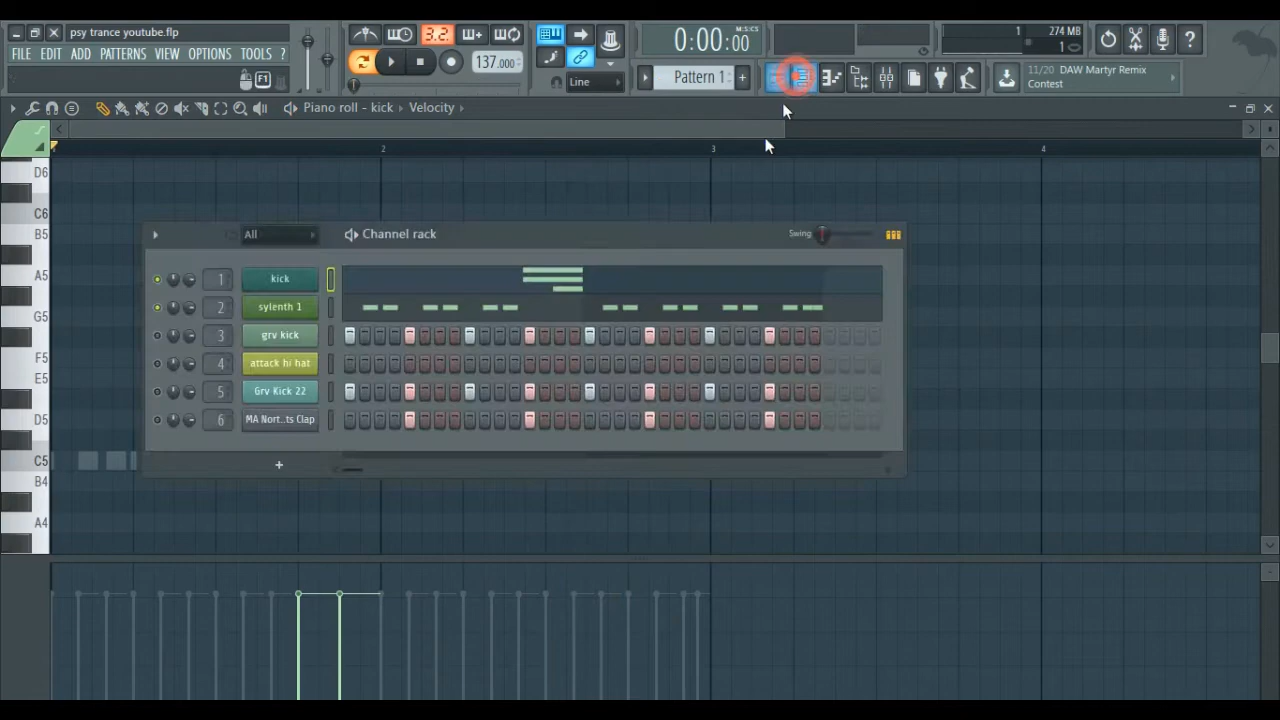 psy trance youtube.flp
FILE EDIT ADD PATTERNS VIEW OPTIONS TOOLS ?
F1
3.2
137.000
0:00:00
M:S:CS
Line
Pattern 1
1
274 MB
1
11/20 DAW Martyr Remix
Contest
Piano roll - kick Velocity
2 3 4
D6
C6
B5
A5
G5
F5
E5
D5
C5
B4
A4
All Channel rack Swing
1 kick
2 sylenth 1
3 grv kick
4 attack hi hat
5 Grv Kick 22
6 MA Nort..ts Clap
+